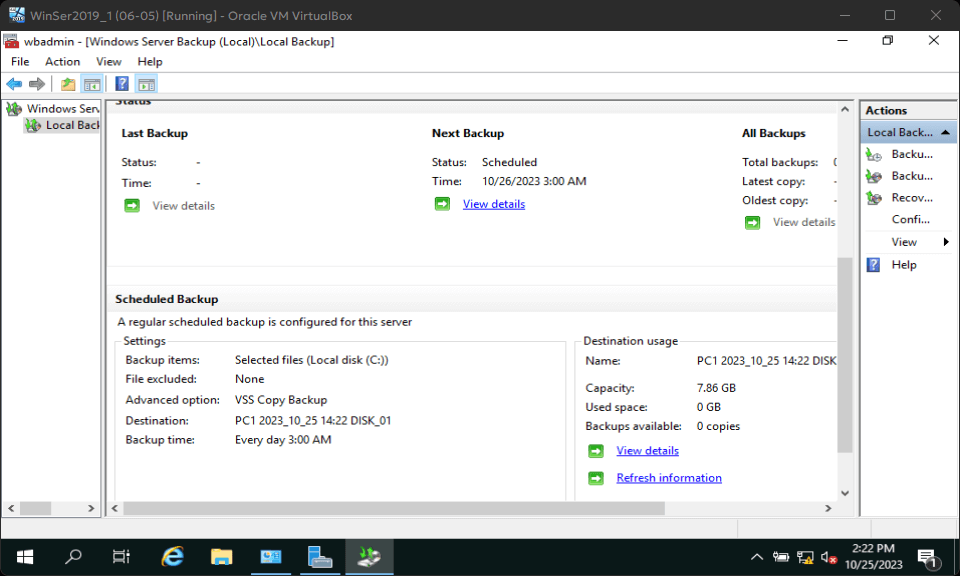 WinSer2019_1 (06-05) [Running] - Oracle VM VirtualBox
wbadmin - [Windows Server Backup (Local)\Local Backup]
File Action View Help
Windows Serv
Local Back
Status
Last Backup
Status: -
Time: -
View details
Next Backup
Status: Scheduled
Time: 10/26/2023 3:00 AM
View details
All Backups
Total backups:
Latest copy: -
Oldest copy: -
View details
Scheduled Backup
A regular scheduled backup is configured for this server
Settings
Backup items: Selected files (Local disk (C:))
File excluded: None
Advanced option: VSS Copy Backup
Destination: PC1 2023_10_25 14:22 DISK_01
Backup time: Every day 3:00 AM
Destination usage
Name: PC1 2023_10_25 14:22 DISK
Capacity: 7.86 GB
Used space: 0 GB
Backups available: 0 copies
View details
Refresh information
Actions
Local Back...
Backu...
Backu...
Recov...
Confi...
View
Help
2:22 PM
10/25/2023
1